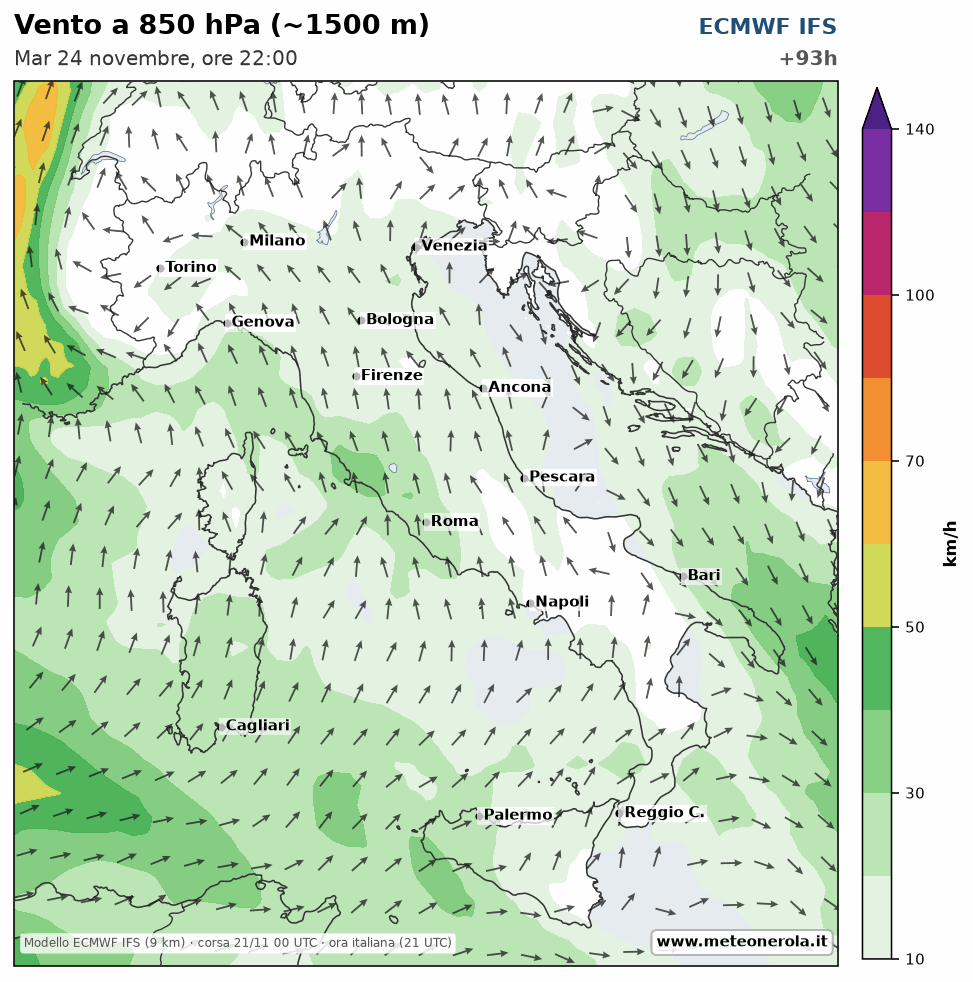 Vento a 850 hPa (~1500 m)
ECMWF IFS
Mar 24 novembre, ore 22:00
+93h
140
100
70
50
30
10
km/h
Milano
Venezia
Torino
Genova
Bologna
Firenze
Ancona
Pescara
Roma
Bari
Napoli
Cagliari
Palermo
Reggio C.
Modello ECMWF IFS (9 km) · corsa 21/11 00 UTC · ora italiana (21 UTC)
www.meteonerola.it